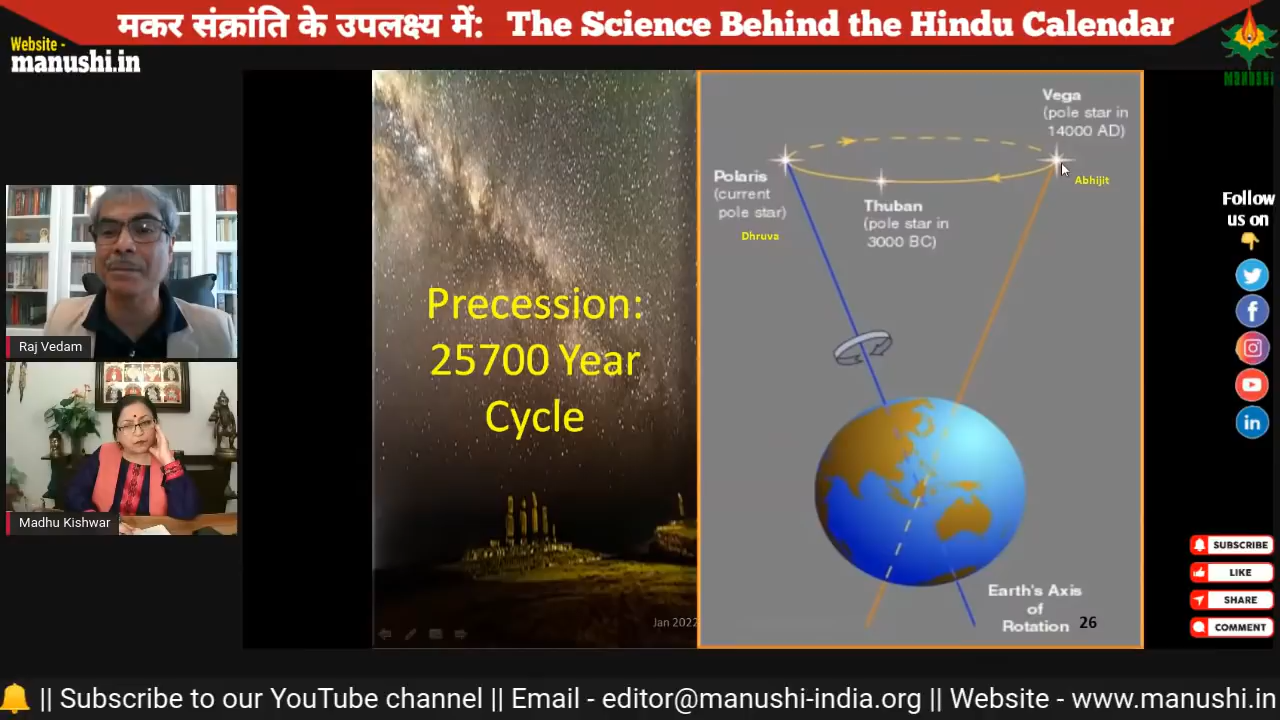 मकर संक्रांति के उपलक्ष्य में: The Science Behind the Hindu Calendar
Website -
manushi.in
MANUSHI
Raj Vedam
Madhu Kishwar
Precession:
25700 Year
Cycle
Jan 2022
Vega
(pole star in
14000 AD)
Abhijit
Polaris
(current
pole star)
Dhruva
Thuban
(pole star in
3000 BC)
Earth's Axis
of
Rotation
26
Follow
us on
SUBSCRIBE
LIKE
SHARE
COMMENT
|| Subscribe to our YouTube channel || Email - editor@manushi-india.org || Website - www.manushi.in